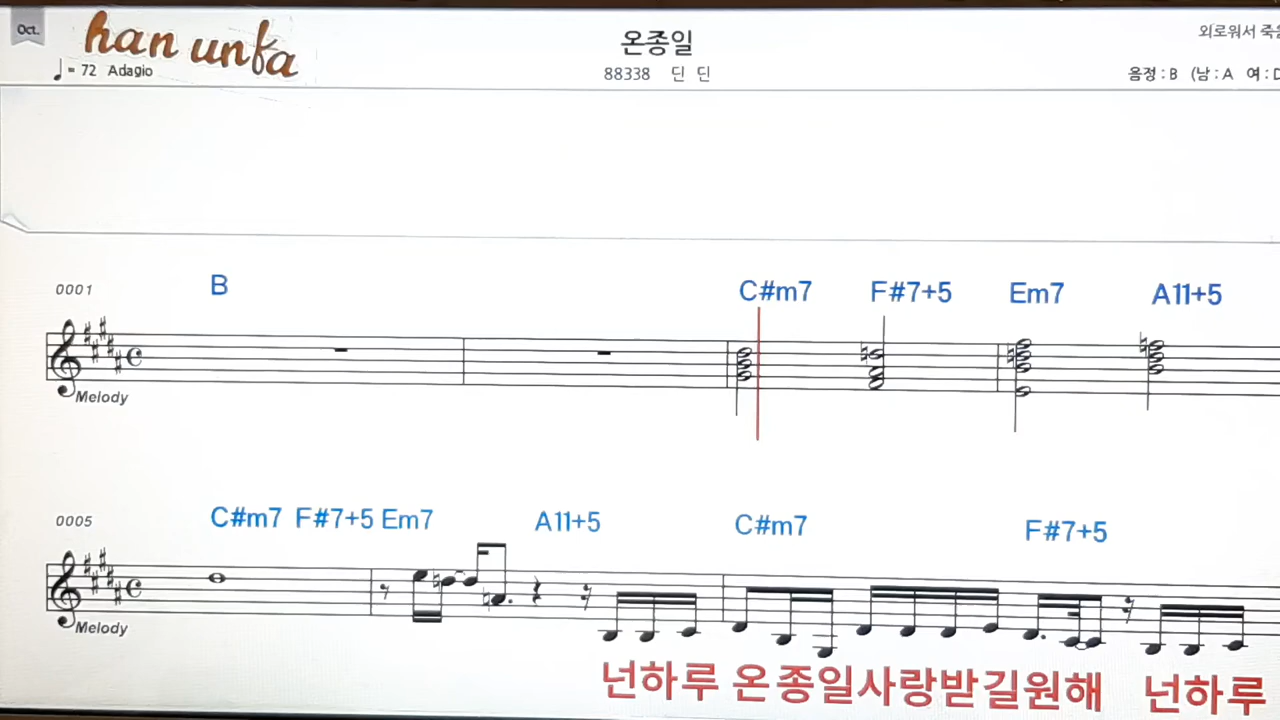 Oct.
han unfa
온종일
외로워서 죽을
= 72 Adagio
88338 딘 딘
음정 : B (남 : A 여 : D
0001
B C#m7 F#7+5 Em7 A11+5
Melody
0005
C#m7 F#7+5 Em7 A11+5 C#m7 F#7+5
Melody
넌하루 온종일사랑받길원해 넌하루